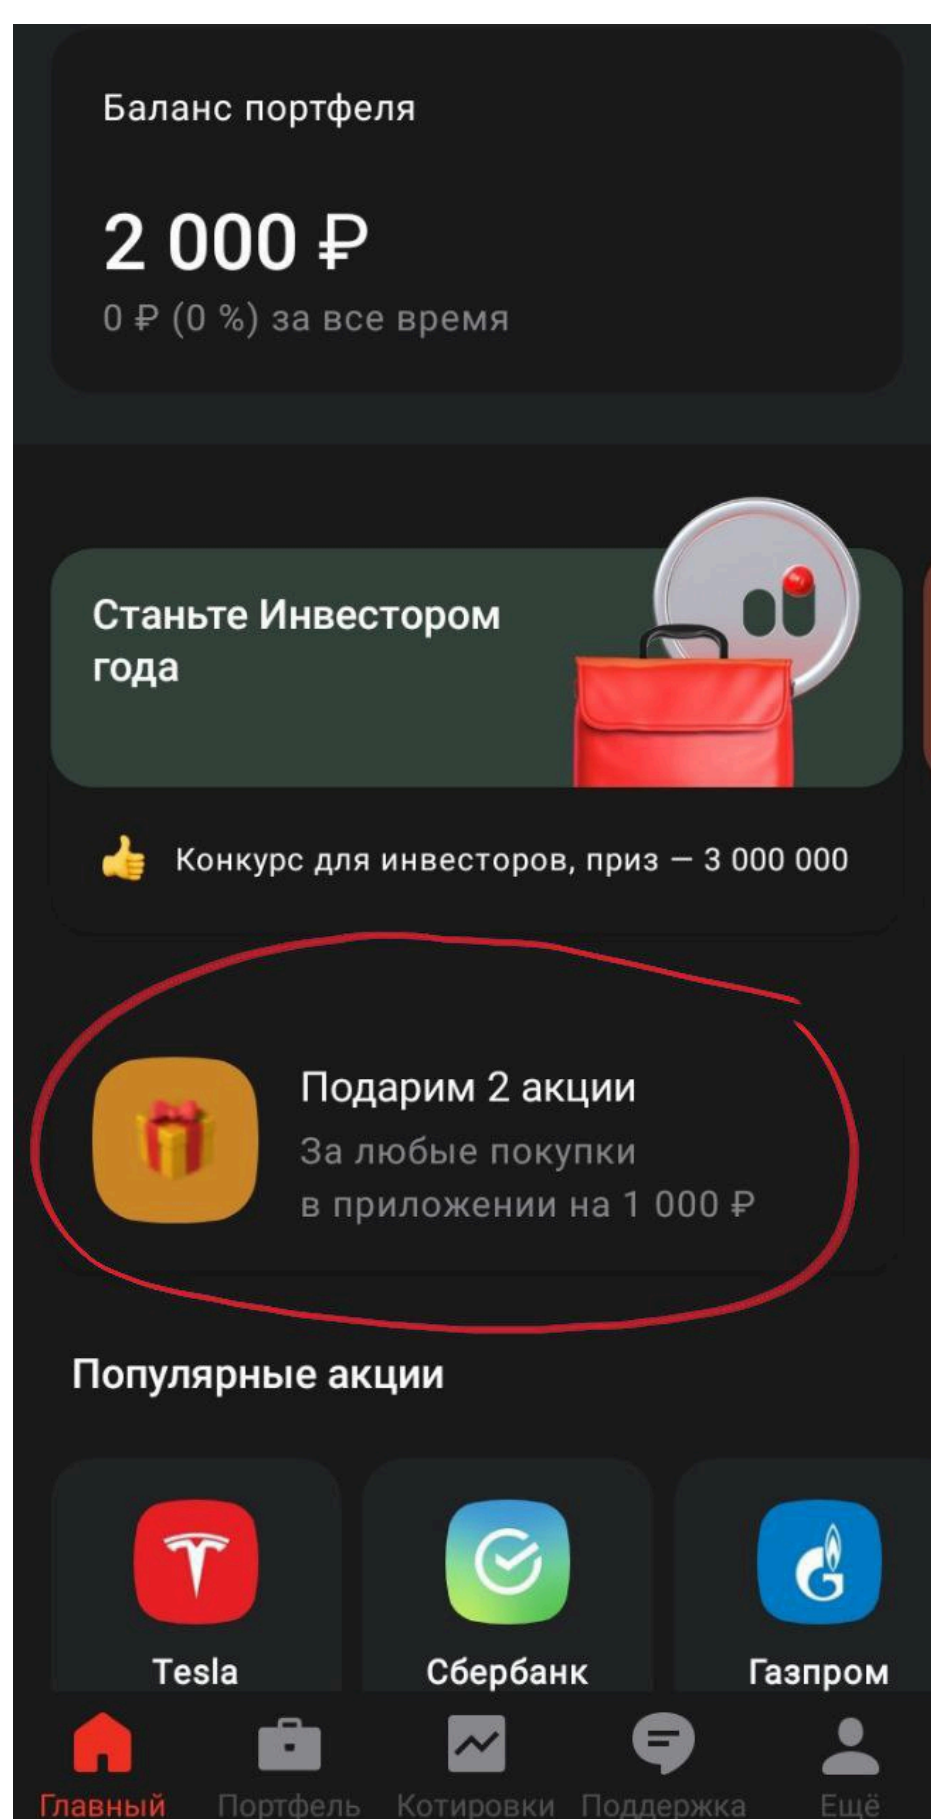 Баланс портфеля
2 000 ₽
0 ₽ (0 %) за все время
Станьте Инвестором
года
Конкурс для инвесторов, приз — 3 000 000
Подарим 2 акции
За любые покупки
в приложении на 1 000 ₽
Популярные акции
Tesla
Сбербанк
Газпром
Главный
Портфель
Котировки
Поддержка
Ещё